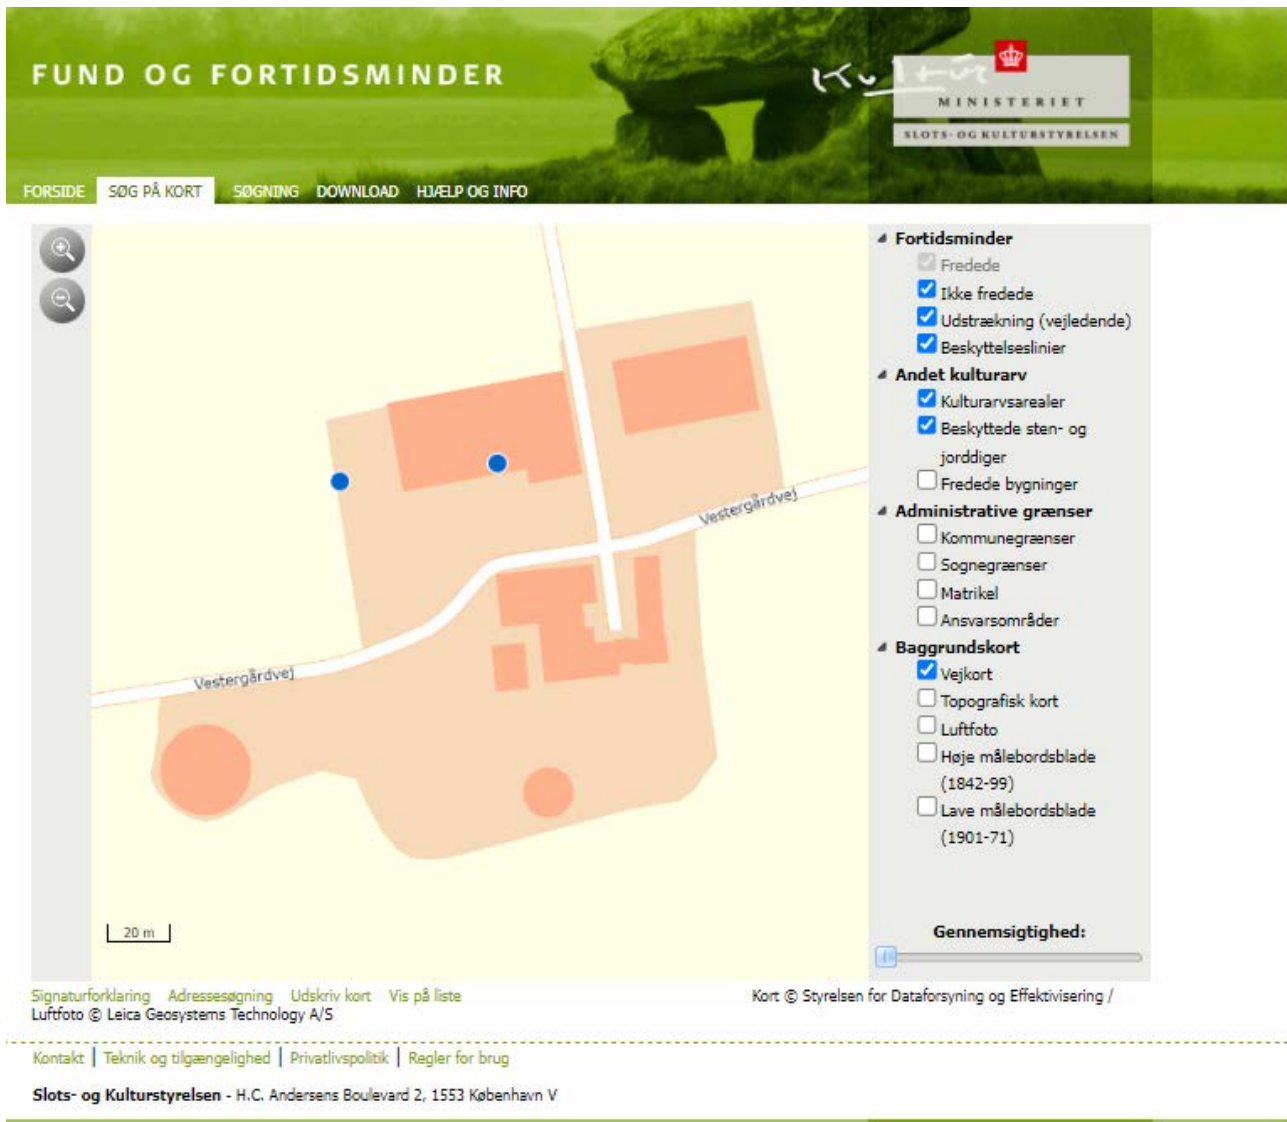 FUND OG FORTIDSMINDER
Kultur
MINISTERIET
SLOTS- OG KULTURSTYRELSEN
FORSIDE SØG PÅ KORT SØGNING DOWNLOAD HJÆLP OG INFO
Fortidsminder
Fredede
Ikke fredede
Udstrækning (vejledende)
Beskyttelseslinier
Andet kulturarv
Kulturarvsarealer
Beskyttede sten- og
jorddiger
Fredede bygninger
Administrative grænser
Kommunegrænser
Sognegrænser
Matrikel
Ansvarsområder
Baggrundskort
Vejkort
Topografisk kort
Luftfoto
Høje målebordsblade
(1842-99)
Lave målebordsblade
(1901-71)
Gennemsigtighed:
Vestergårdvej
Vestergårdvej
20 m
Signaturforklaring Adressesøgning Udskriv kort Vis på liste
Kort © Styrelsen for Dataforsyning og Effektivisering /
Luftfoto © Leica Geosystems Technology A/S
Kontakt | Teknik og tilgængelighed | Privatlivspolitik | Regler for brug
Slots- og Kulturstyrelsen - H.C. Andersens Boulevard 2, 1553 København V